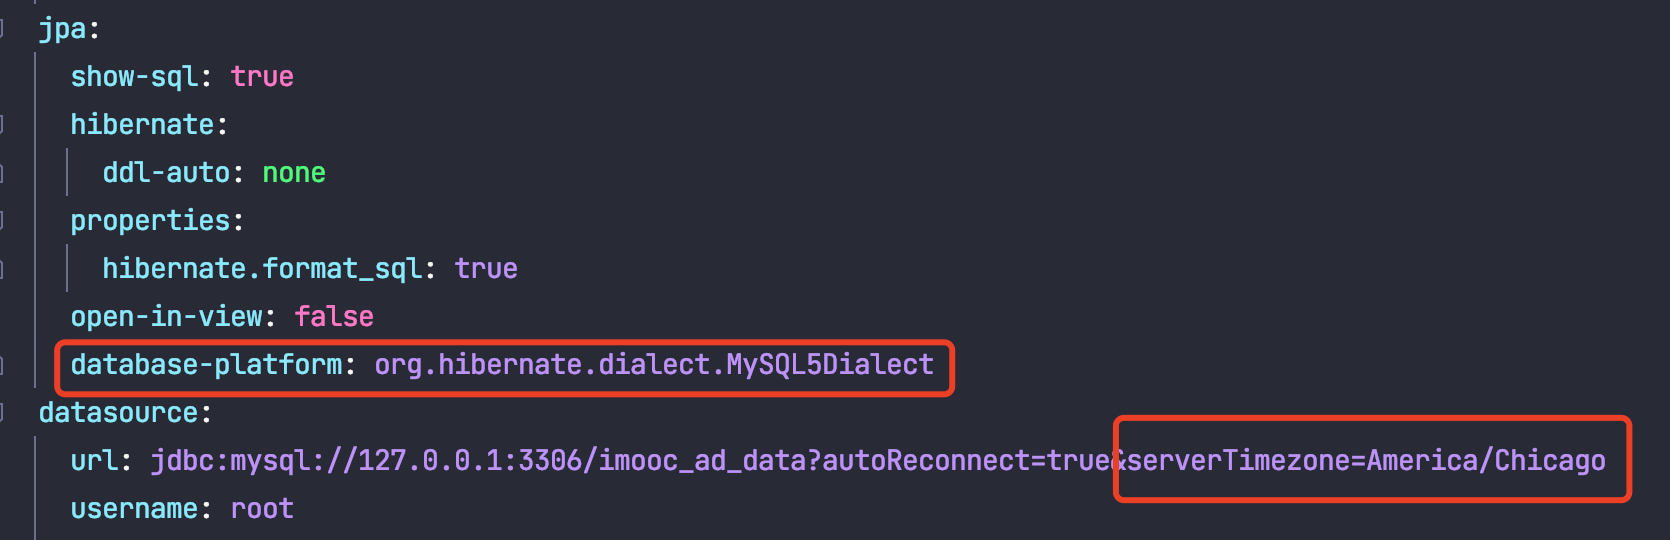 jpa:
show-sql: true
hibernate:
ddl-auto: none
properties:
hibernate.format_sql: true
open-in-view: false
database-platform: org.hibernate.dialect.MySQL5Dialect
datasource:
url: jdbc:mysql://127.0.0.1:3306/imooc_ad_data?autoReconnect=true&serverTimezone=America/Chicago
username: root